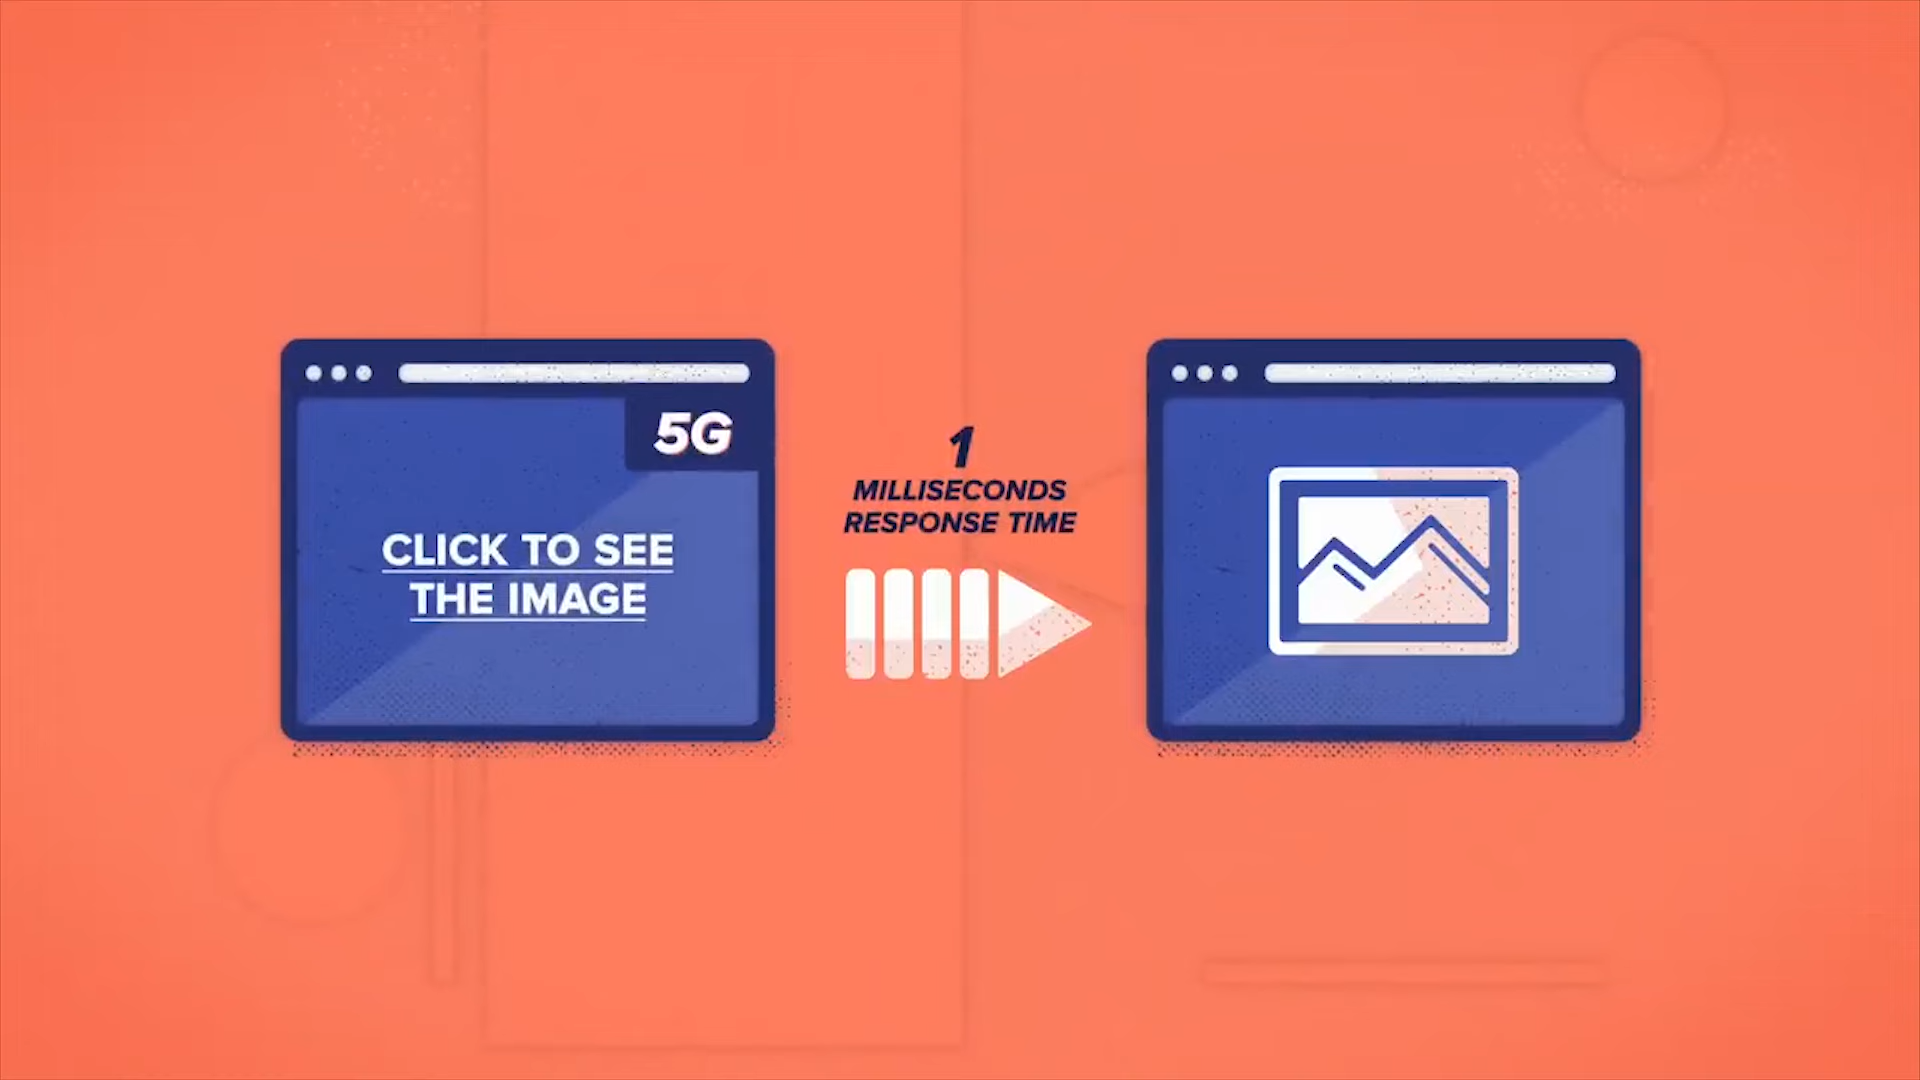 5G
CLICK TO SEE
THE IMAGE
1
MILLISECONDS
RESPONSE TIME